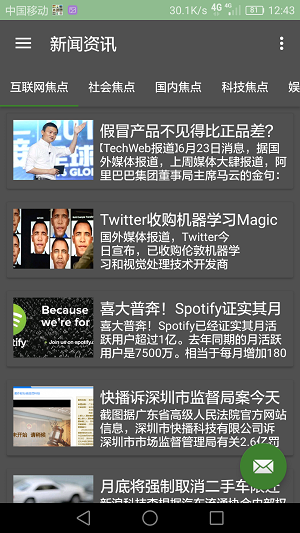 中国移动
30.1K/s 4G 81 12:43
新闻资讯
互联网焦点 社会焦点 国内焦点 科技焦点 娱
假冒产品不见得比正品差?
【TechWeb报道】6月23日消息，据国
外媒体报道，上周媒体大肆报道，阿
里巴巴集团董事局主席马云的金句：
Twitter收购机器学习Magic
国外媒体报道，Twitter今
日宣布，已收购伦敦机器学
习和视觉处理技术开发商
Because
we're for
Join us on spotify.c
喜大普奔！Spotify证实其月
喜大普奔！Spotify已经证实其月活
跃用户超过1亿。去年同期的月活跃
用户是7500万。相当于每月增加180
快播诉深圳市监督局案今天
截图据广东省高级人民法院官方网站
信息，深圳市快播科技有限公司诉
深圳市市场监督管理局有关2.6亿罚
月底将强制取消二手车限迁